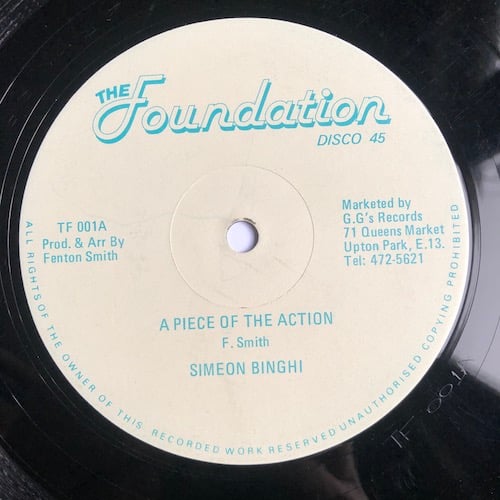 THE
Foundation
DISCO 45
TF 001A
Prod. & Arr By
Fenton Smith
Marketed by
G.G's Records
71 Queens Market
Upton Park, E.13.
Tel: 472-5621
A PIECE OF THE ACTION
F. Smith
SIMEON BINGHI
ALL RIGHTS OF THE OWNER OF THIS RECORDED WORK RESERVED UNAUTHORISED COPYING PROHIBITED